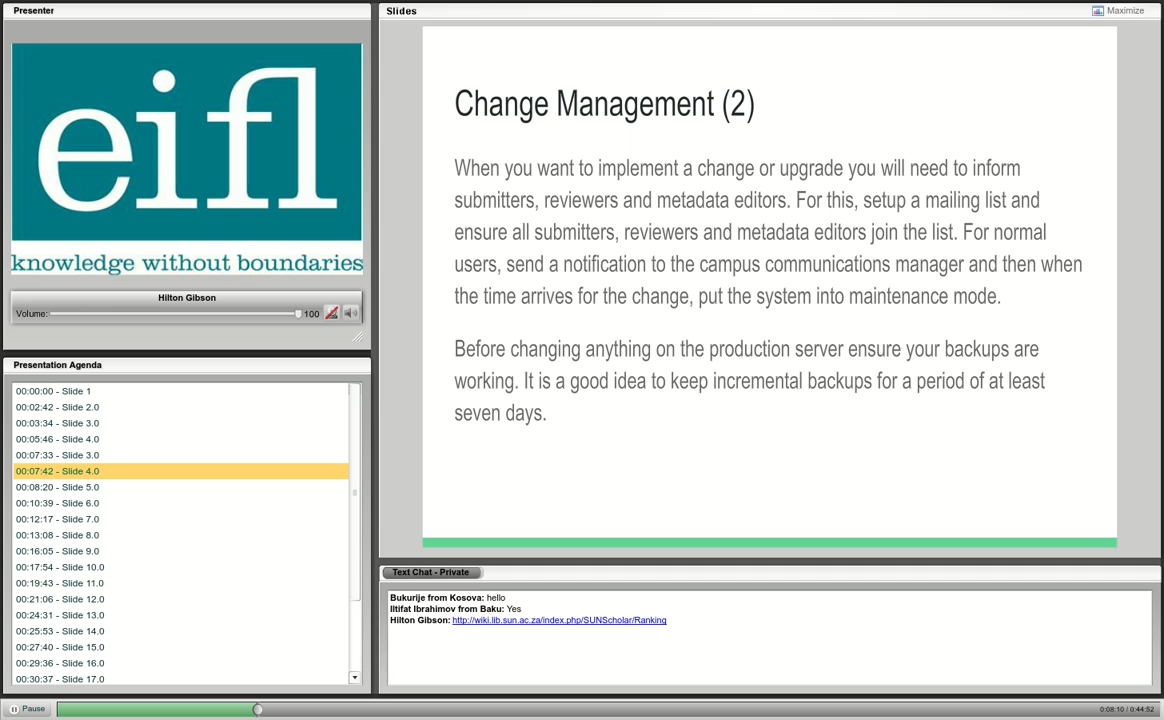 Presenter
eifl
knowledge without boundaries
Hilton Gibson
Volume: 100
Presentation Agenda
00:00:00 - Slide 1
00:02:42 - Slide 2.0
00:03:34 - Slide 3.0
00:05:46 - Slide 4.0
00:07:33 - Slide 3.0
00:07:42 - Slide 4.0
00:08:20 - Slide 5.0
00:10:39 - Slide 6.0
00:12:17 - Slide 7.0
00:13:08 - Slide 8.0
00:16:05 - Slide 9.0
00:17:54 - Slide 10.0
00:19:43 - Slide 11.0
00:21:06 - Slide 12.0
00:24:31 - Slide 13.0
00:25:53 - Slide 14.0
00:27:40 - Slide 15.0
00:29:36 - Slide 16.0
00:30:37 - Slide 17.0
Slides
Maximize
Change Management (2)
When you want to implement a change or upgrade you will need to inform
submitters, reviewers and metadata editors. For this, setup a mailing list and
ensure all submitters, reviewers and metadata editors join the list. For normal
users, send a notification to the campus communications manager and then when
the time arrives for the change, put the system into maintenance mode.
Before changing anything on the production server ensure your backups are
working. It is a good idea to keep incremental backups for a period of at least
seven days.
Text Chat - Private
Bukurije from Kosova: hello
Iltifat Ibrahimov from Baku: Yes
Hilton Gibson: http://wiki.lib.sun.ac.za/index.php/SUNScholar/Ranking
Pause
0:08:10 / 0:44:52